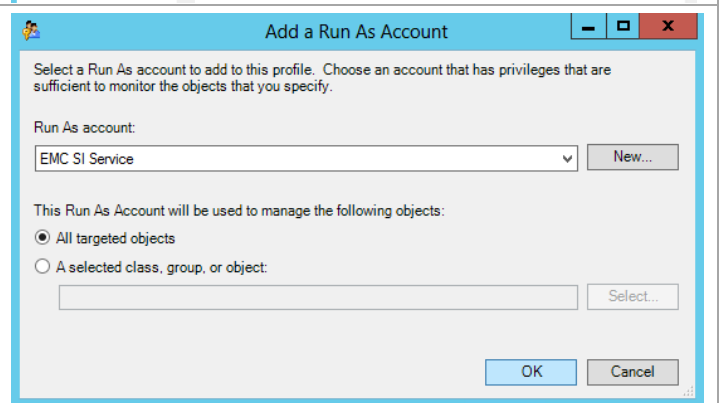 Add a Run As Account
Select a Run As account to add to this profile.  Choose an account that has privileges that are
sufficient to monitor the objects that you specify.
Run As account:
EMC SI Service
New...
This Run As Account will be used to manage the following objects:
All targeted objects
A selected class, group, or object:
Select...
OK
Cancel